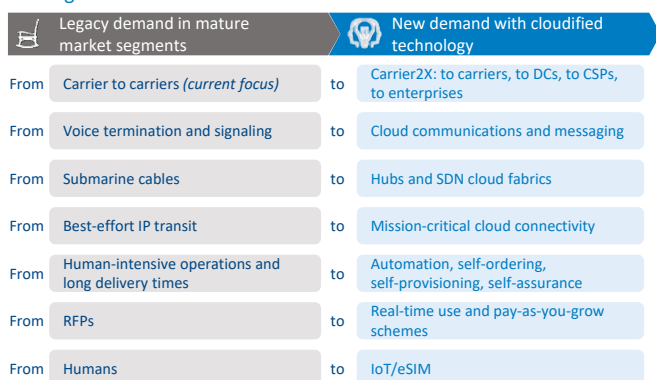 Legacy demand in mature
market segments
New demand with cloudified
technology
From Carrier to carriers (current focus) to Carrier2X: to carriers, to DCs, to CSPs,
to enterprises
From Voice termination and signaling to Cloud communications and messaging
From Submarine cables to Hubs and SDN cloud fabrics
From Best-effort IP transit to Mission-critical cloud connectivity
From Human-intensive operations and
long delivery times
to Automation, self-ordering,
self-provisioning, self-assurance
From RFPs to Real-time use and pay-as-you-grow
schemes
From Humans to IoT/eSIM